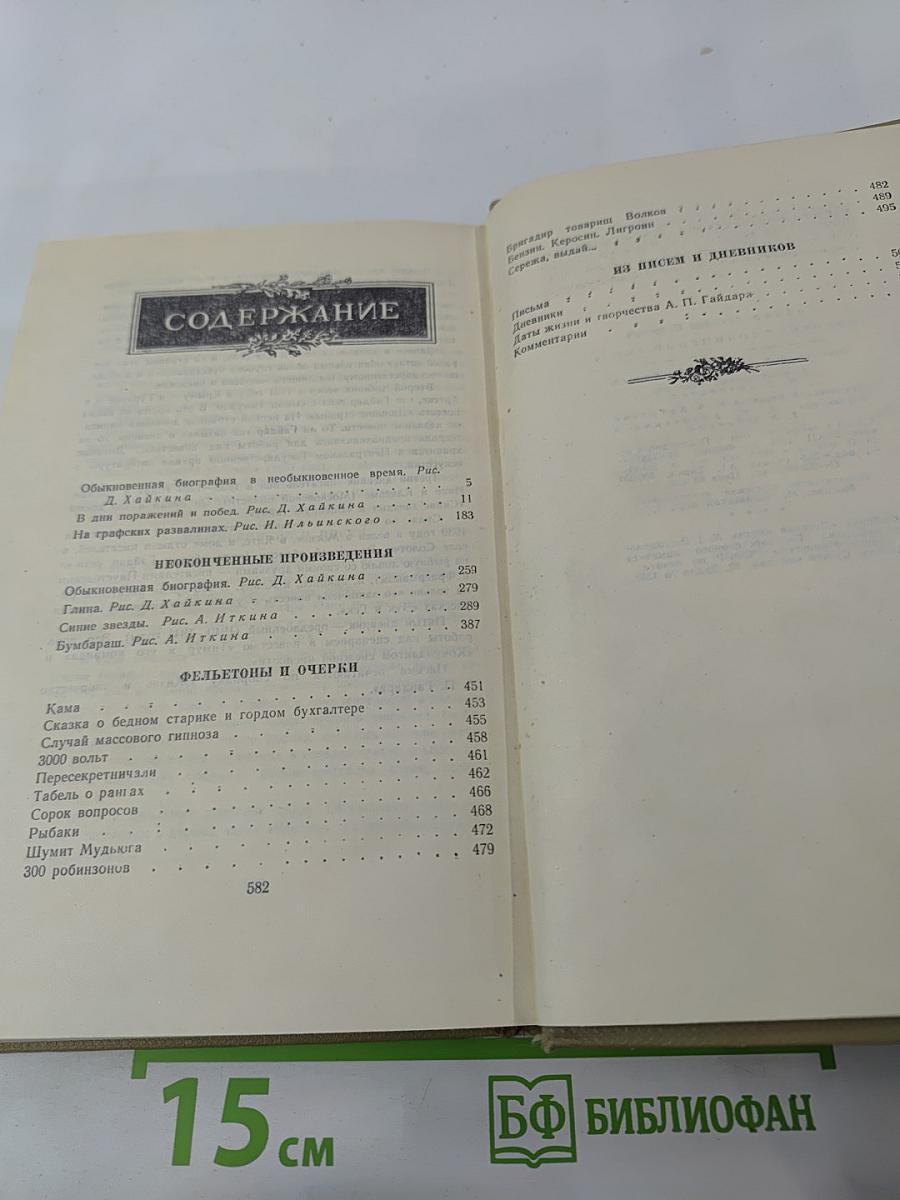 СОДЕРЖАНИЕ
Обыкновенная биография в необыкновенное время. Рис.
Д. Хайкина . . . . . . . . . . . 5
В дни поражений и побед. Рис. Д. Хайкина . . . . 11
На графских развалинах. Рис. И. Ильинского . . . . 183
НЕОКОНЧЕННЫЕ ПРОИЗВЕДЕНИЯ
Обыкновенная биография. Рис. Д. Хайкина . . . . . 259
Глина. Рис. Д. Хайкина . . . . . . . . . 279
Синие звезды. Рис. А. Иткина . . . . . . . . 289
Бумбараш. Рис. А. Иткина . . . . . . . . . 387
ФЕЛЬЕТОНЫ И ОЧЕРКИ
Кама . . . . . . . . . . . . . . . 451
Сказка о бедном старике и гордом бухгалтере . . . . . 453
Случай массового гипноза . . . . . . . . . . 455
3000 вольт . . . . . . . . . . . . . 458
Пересекретничали . . . . . . . . . . . . 461
Табель о рангах . . . . . . . . . . . . 462
Сорок вопросов . . . . . . . . . . . . 466
Рыбаки . . . . . . . . . . . . . . 468
Шумит Мудьюга . . . . . . . . . . . . 472
300 робинзонов . . . . . . . . . . . . 479
582
Бригадир товарищ Волков . . . . . . . . . 482
Бензин. Керосин. Лигроин . . . . . . . . . 489
Сережа, выдай... . . . . . . . . . . . 495
ИЗ ПИСЕМ И ДНЕВНИКОВ
Письма . . . . . . . . . . . .
Дневники . . . . . . . . . . . .
Даты жизни и творчества А. П. Гайдара . . . .
Комментарии . . . . . . . . . .
15 см
БФ БИБЛИОФАН